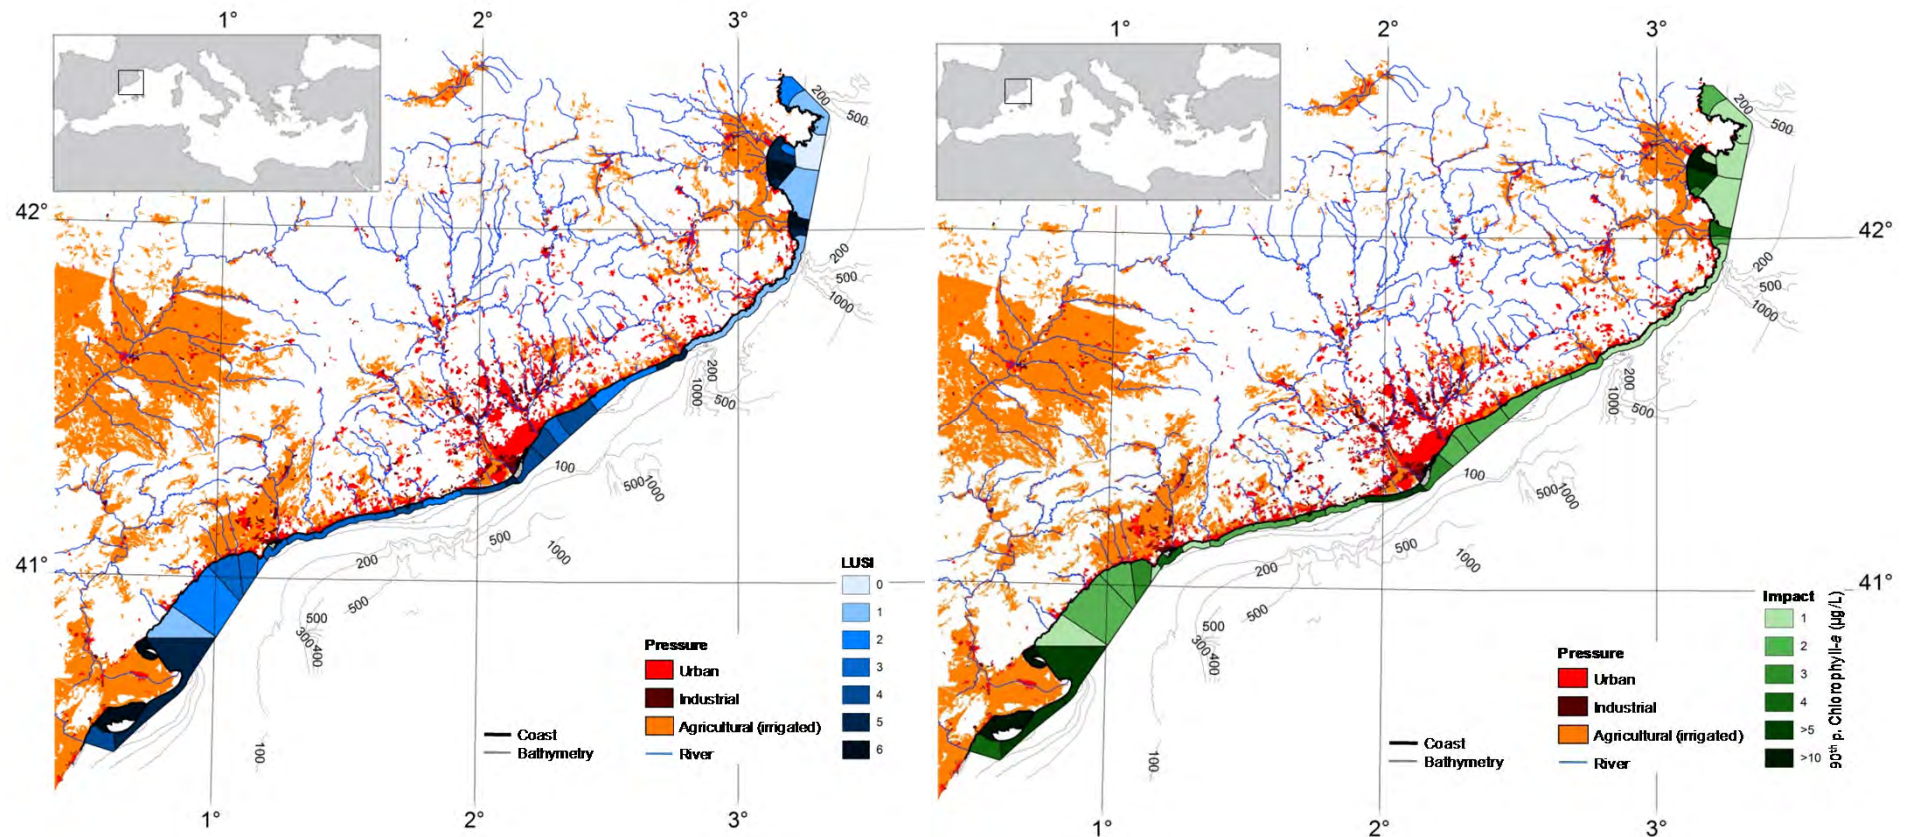 1° 2° 3° 1° 2° 3°
200
500
200
500
42°
42°
200
500
1000
200
500
1000
200
1000
500
200
1000
500
100
500
1000
100
500
1000
500
1000
200
500
1000
200
41°
41°
500
500
300
400
500
500
300
400
100
100
LUSI
0
1
2
3
4
5
6
Pressure
Urban
Industrial
Agricultural (irrigated)
River
Coast
Bathymetry
Impact
1
2
3
4
>5
>10
90th p. Chlorophyll-a (µg/L)
Pressure
Urban
Industrial
Agricultural (irrigated)
River
Coast
Bathymetry
1° 2° 3° 1° 2° 3°